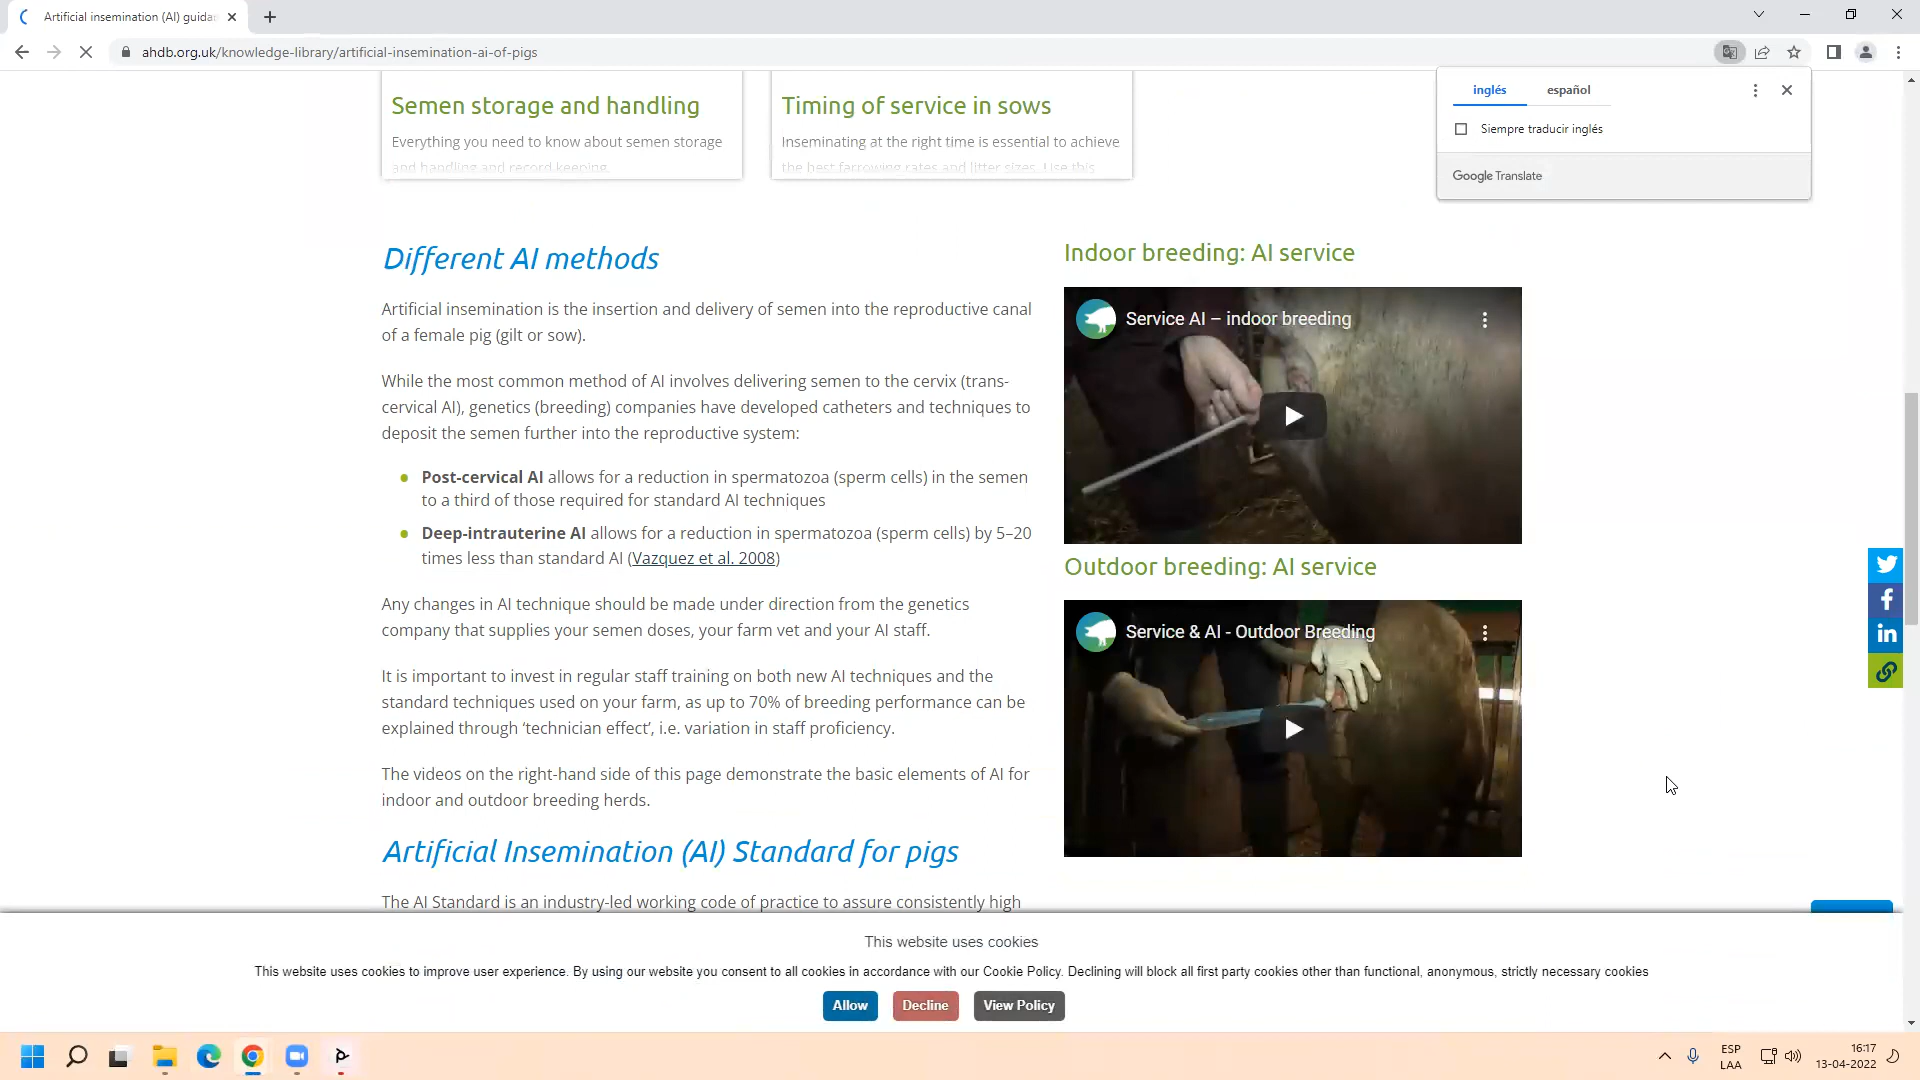 Artificial insemination (AI) guida
ahdb.org.uk/knowledge-library/artificial-insemination-ai-of-pigs
inglés español
Siempre traducir inglés
Google Translate
Semen storage and handling
Everything you need to know about semen storage
and handling and record keeping.
Timing of service in sows
Inseminating at the right time is essential to achieve
the best farrowing rates and litter sizes. Use this
Different AI methods
Artificial insemination is the insertion and delivery of semen into the reproductive canal
of a female pig (gilt or sow).
While the most common method of AI involves delivering semen to the cervix (trans-
cervical AI), genetics (breeding) companies have developed catheters and techniques to
deposit the semen further into the reproductive system:
Post-cervical AI allows for a reduction in spermatozoa (sperm cells) in the semen
to a third of those required for standard AI techniques
Deep-intrauterine AI allows for a reduction in spermatozoa (sperm cells) by 5–20
times less than standard AI (Vazquez et al. 2008)
Any changes in AI technique should be made under direction from the genetics
company that supplies your semen doses, your farm vet and your AI staff.
It is important to invest in regular staff training on both new AI techniques and the
standard techniques used on your farm, as up to 70% of breeding performance can be
explained through ‘technician effect’, i.e. variation in staff proficiency.
The videos on the right-hand side of this page demonstrate the basic elements of AI for
indoor and outdoor breeding herds.
Artificial Insemination (AI) Standard for pigs
The AI Standard is an industry-led working code of practice to assure consistently high
Indoor breeding: AI service
Service AI – indoor breeding
Outdoor breeding: AI service
Service & AI - Outdoor Breeding
This website uses cookies
This website uses cookies to improve user experience. By using our website you consent to all cookies in accordance with our Cookie Policy. Declining will block all first party cookies other than functional, anonymous, strictly necessary cookies
Allow Decline View Policy
ESP
LAA
16:17
13-04-2022